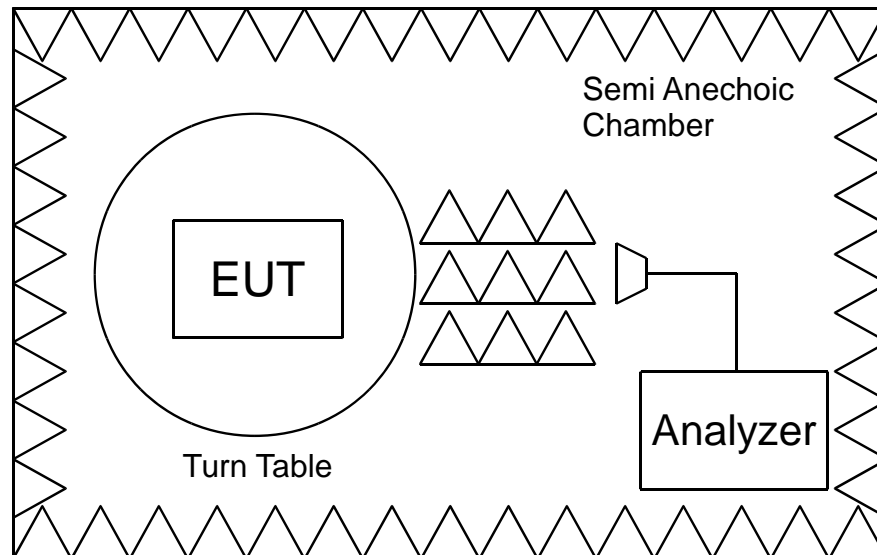 Semi Anechoic
Chamber
EUT
Analyzer
Turn Table